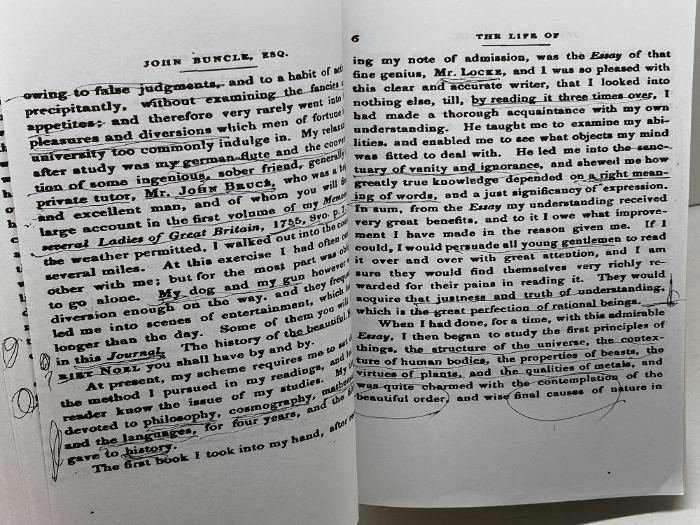 JOHN BUNCLE, ESQ.
owing to false judgments, and to a habit of
precipitantly, without examining the fancies
appetites; and therefore very rarely went into
pleasures and diversions which men of fortune
university too commonly indulge in. My
after study was my german-flute and the
tion of some ingenious, sober friend, generally
private tutor, Mr. JOHN BRUCE, who was a
and excellent man, and of whom you will
large account in the first volume of my
several Ladies of Great Britain, 1755, 8vo. p. 7.
the weather permitted, I walked out into the
several miles. At this exercise I had often
other with me; but for the most part was
to go alone. My dog and my gun however
diversion enough on the way, and they
led me into scenes of entertainment, which
longer than the day. Some of them you will
in this Journal. The history of the beautiful
RIET NOEL you shall have by and by.
At present, my scheme requires me to set
the method I pursued in my readings, and
reader know the issue of my studies. My
devoted to philosophy, cosmography,
and the languages, for four years, and the
gave to history.
The first book I took into my hand, after
6
THE LIFE OF
ing my note of admission, was the Essay of that
fine genius, Mr. LOCKE, and I was so pleased with
this clear and accurate writer, that I looked into
nothing else, till, by reading it three times over, I
had made a thorough acquaintance with my own
understanding. He taught me to examine my abi-
lities, and enabled me to see what objects my mind
was fitted to deal with. He led me into the sanc-
tuary of vanity and ignorance, and shewed me how
greatly true knowledge depended on a right mean-
ing of words, and a just significancy of expression.
In sum, from the Essay my understanding received
very great benefits, and to it I owe what improve-
ment I have made in the reason given me. If I
could, I would persuade all young gentlemen to read
it over and over with great attention, and I am
sure they would find themselves very richly re-
warded for their pains in reading it. They would
acquire that justness and truth of understanding,
which is the great perfection of rational beings.
When I had done, for a time, with this admirable
Essay, I then began to study the first principles of
things, the structure of the universe, the contex-
ture of human bodies, the properties of beasts, the
virtues of plants, and the qualities of metals, and
was quite charmed with the contemplation of the
beautiful order, and wise final causes of nature in